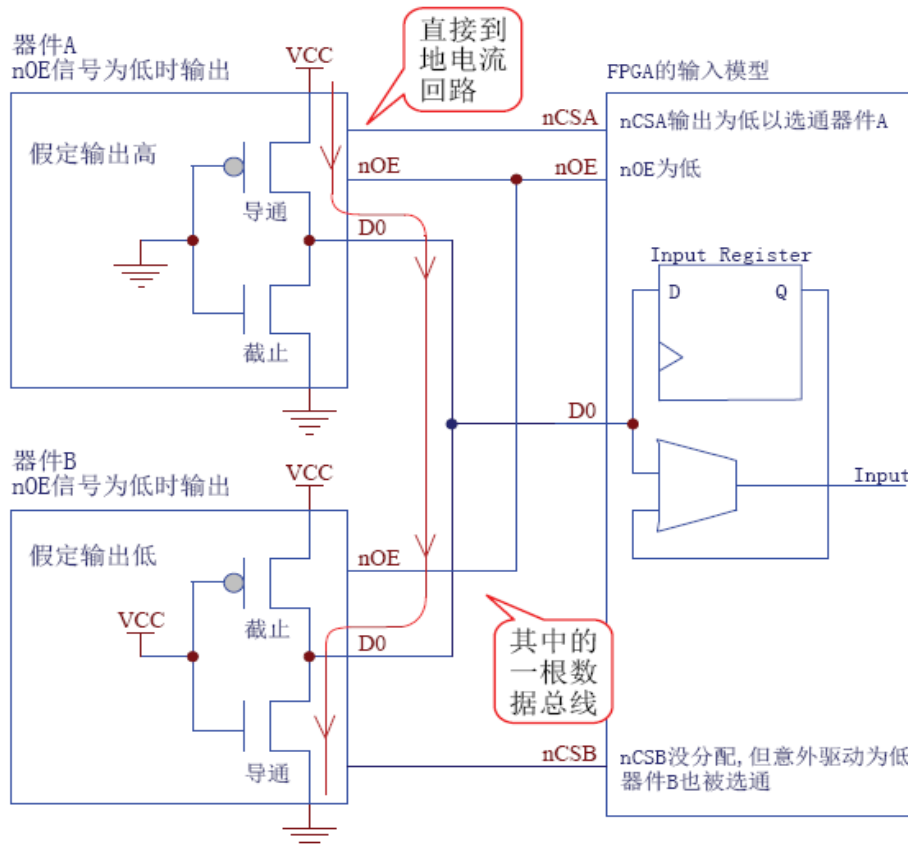 器件A
nOE信号为低时输出
VCC
直接到
地电流
回路
FPGA的输入模型
假定输出高
nCSA
nCSA输出为低以选通器件A
nOE
nOE
nOE为低
导通
D0
Input Register
D
Q
截止
D0
器件B
nOE信号为低时输出
VCC
Input
假定输出低
nOE
VCC
截止
D0
其中的
一根数
据总线
导通
nCSB
nCSB没分配,但意外驱动为低
器件B也被选通